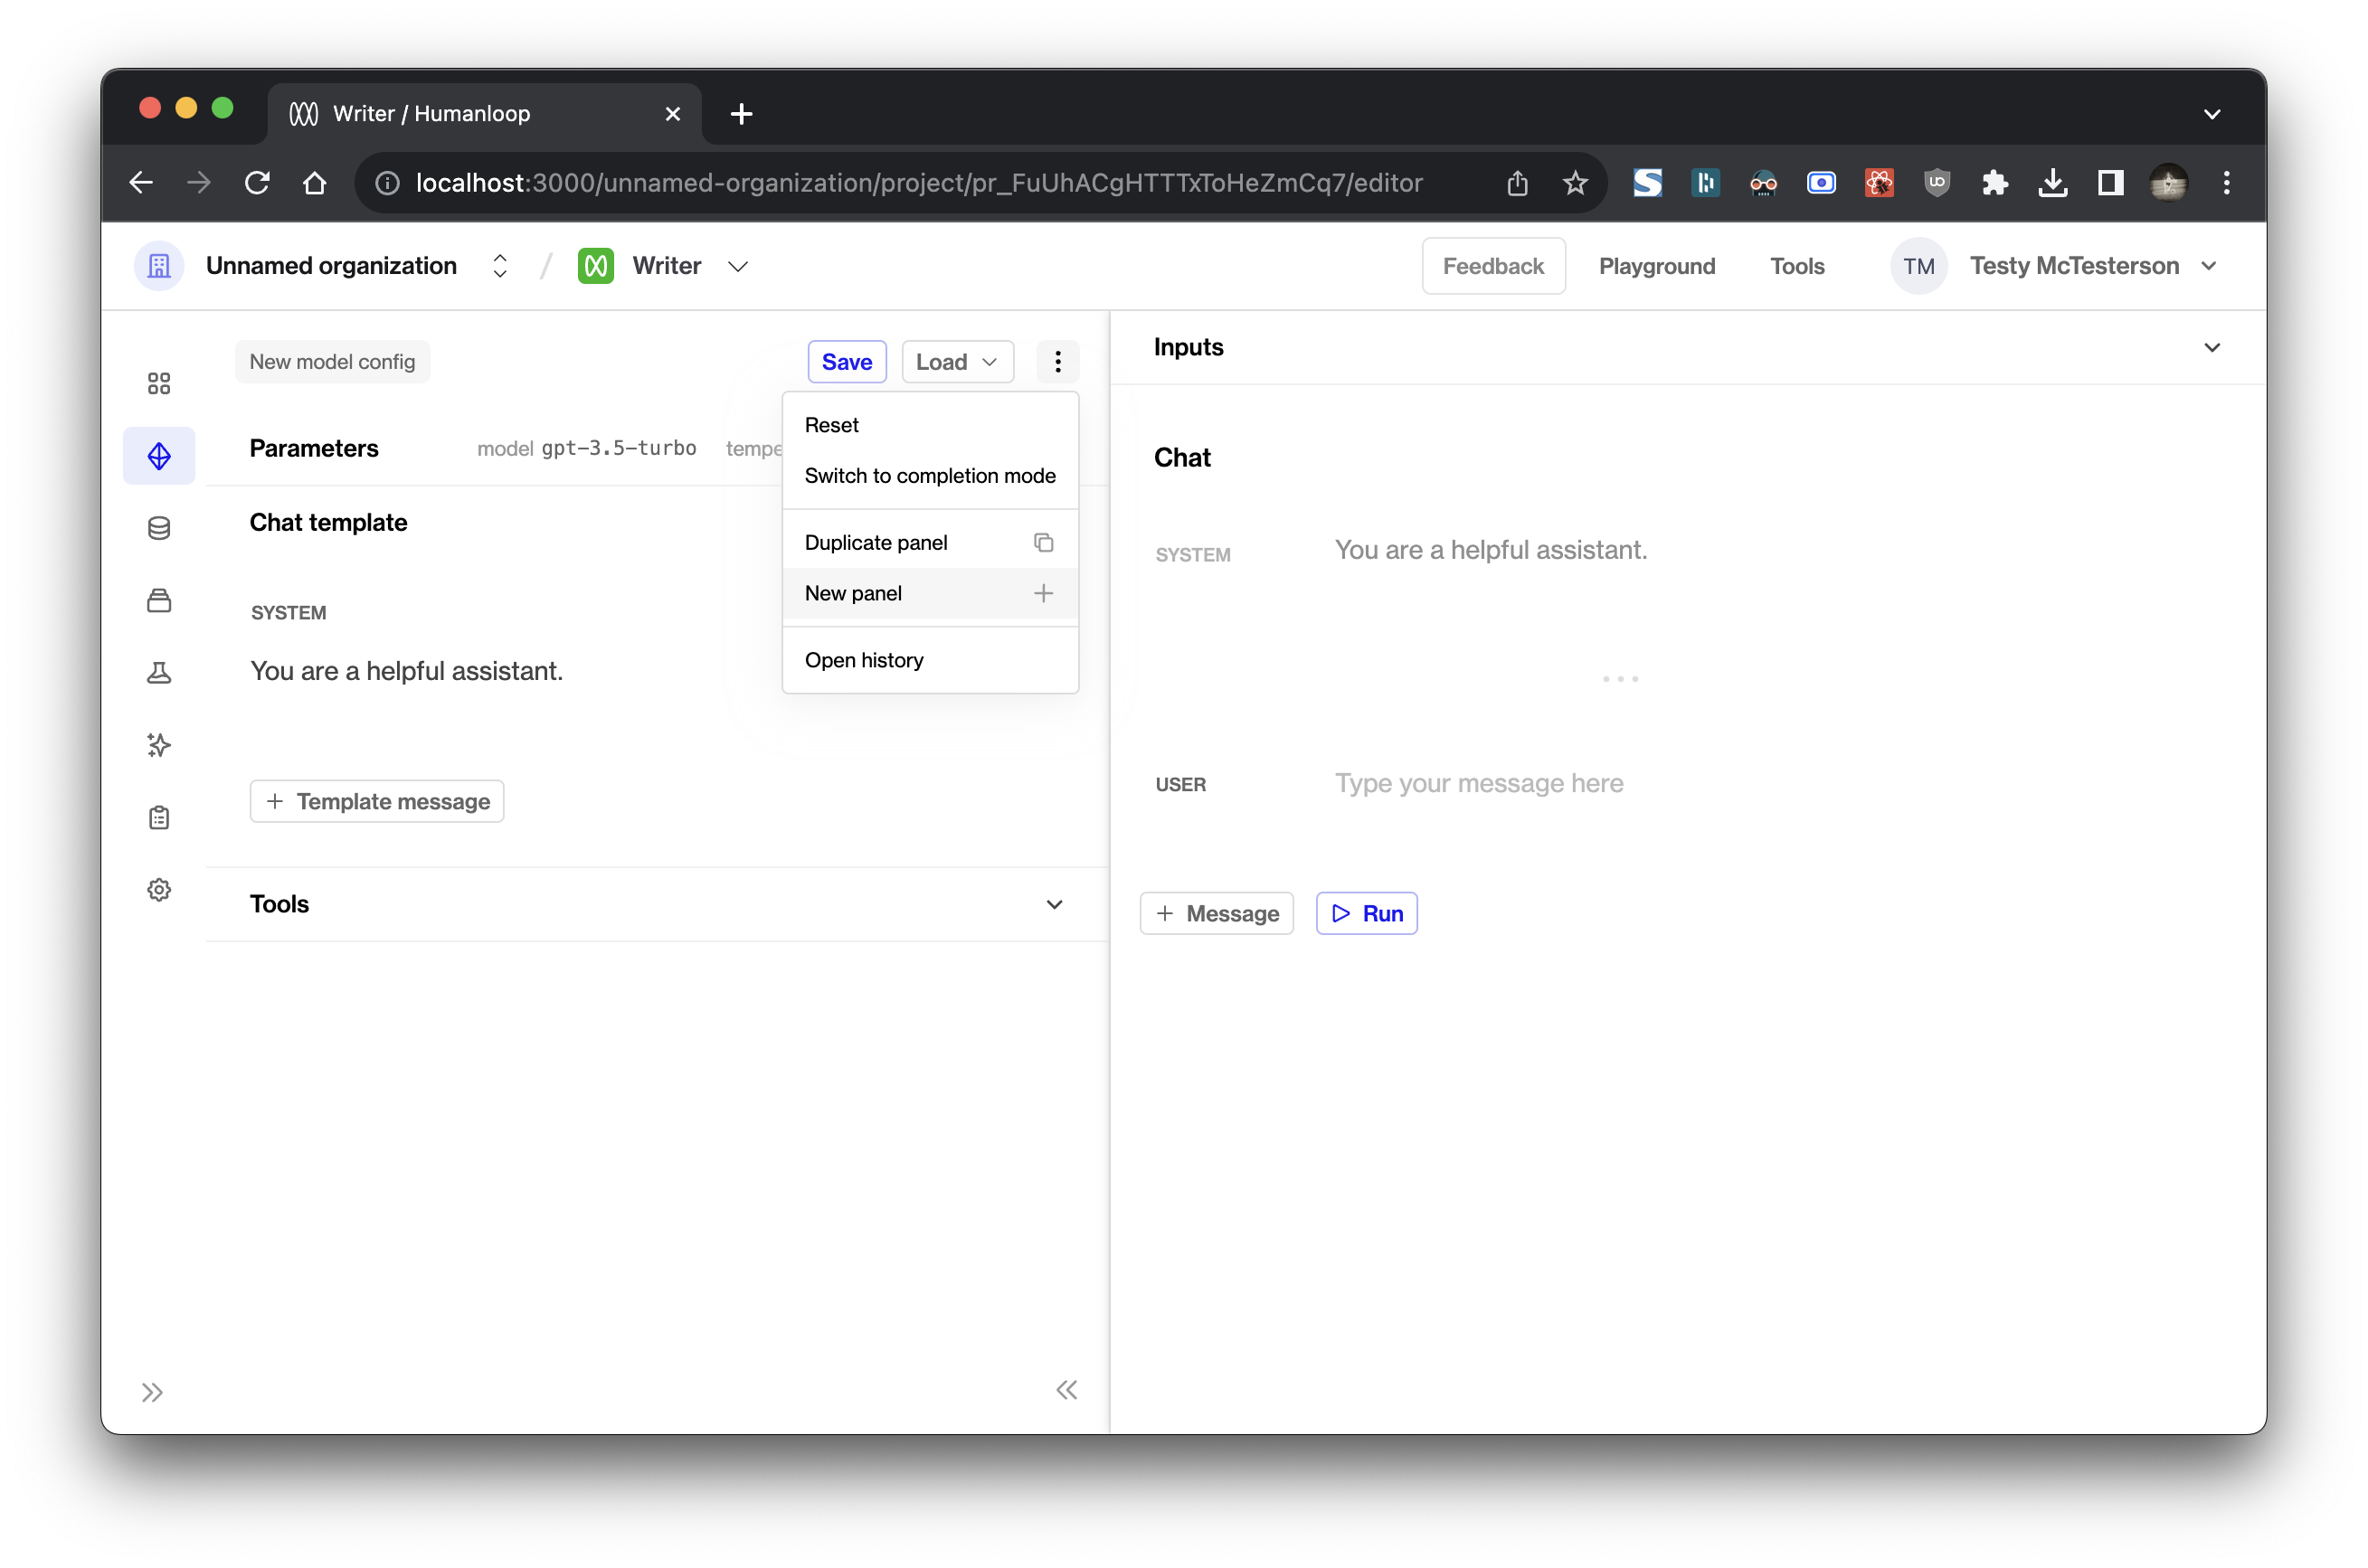 Writer / Humanloop
localhost:3000/unnamed-organization/project/pr_FuUhACgHTTTxToHeZmCq7/editor
Unnamed organization / Writer
Feedback Playground Tools TM Testy McTesterson
New model config Save Load
Parameters model gpt-3.5-turbo tempe
Reset
Switch to completion mode
Duplicate panel
New panel
Open history
Chat template
SYSTEM
You are a helpful assistant.
+ Template message
Tools
Inputs
Chat
SYSTEM You are a helpful assistant.
USER Type your message here
+ Message Run